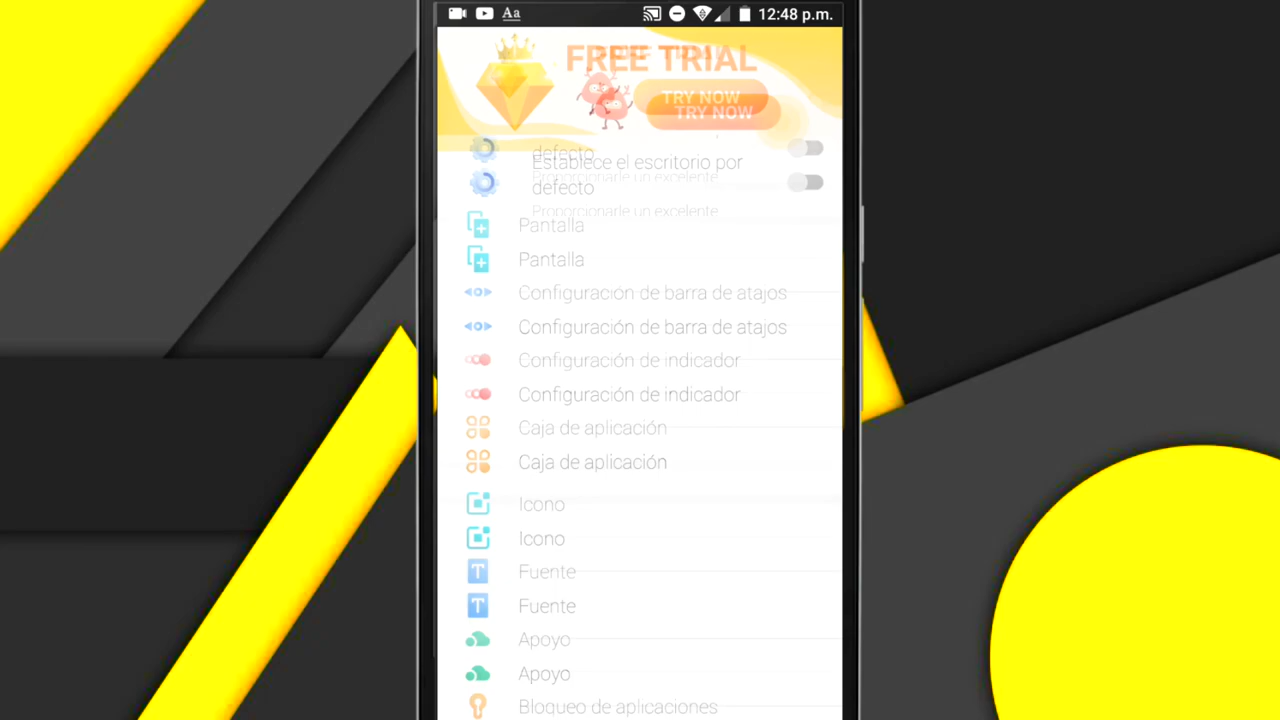 Aa
12:48 p.m.
FREE TRIAL
TRY NOW
TRY NOW
defecto
Establece el escritorio por
Proporcionarle un excelente
defecto
Proporcionarle un excelente
Pantalla
Pantalla
Configuración de barra de atajos
Configuración de barra de atajos
Configuración de indicador
Configuración de indicador
Caja de aplicación
Caja de aplicación
Icono
Icono
Fuente
Fuente
Apoyo
Apoyo
Bloqueo de aplicaciones